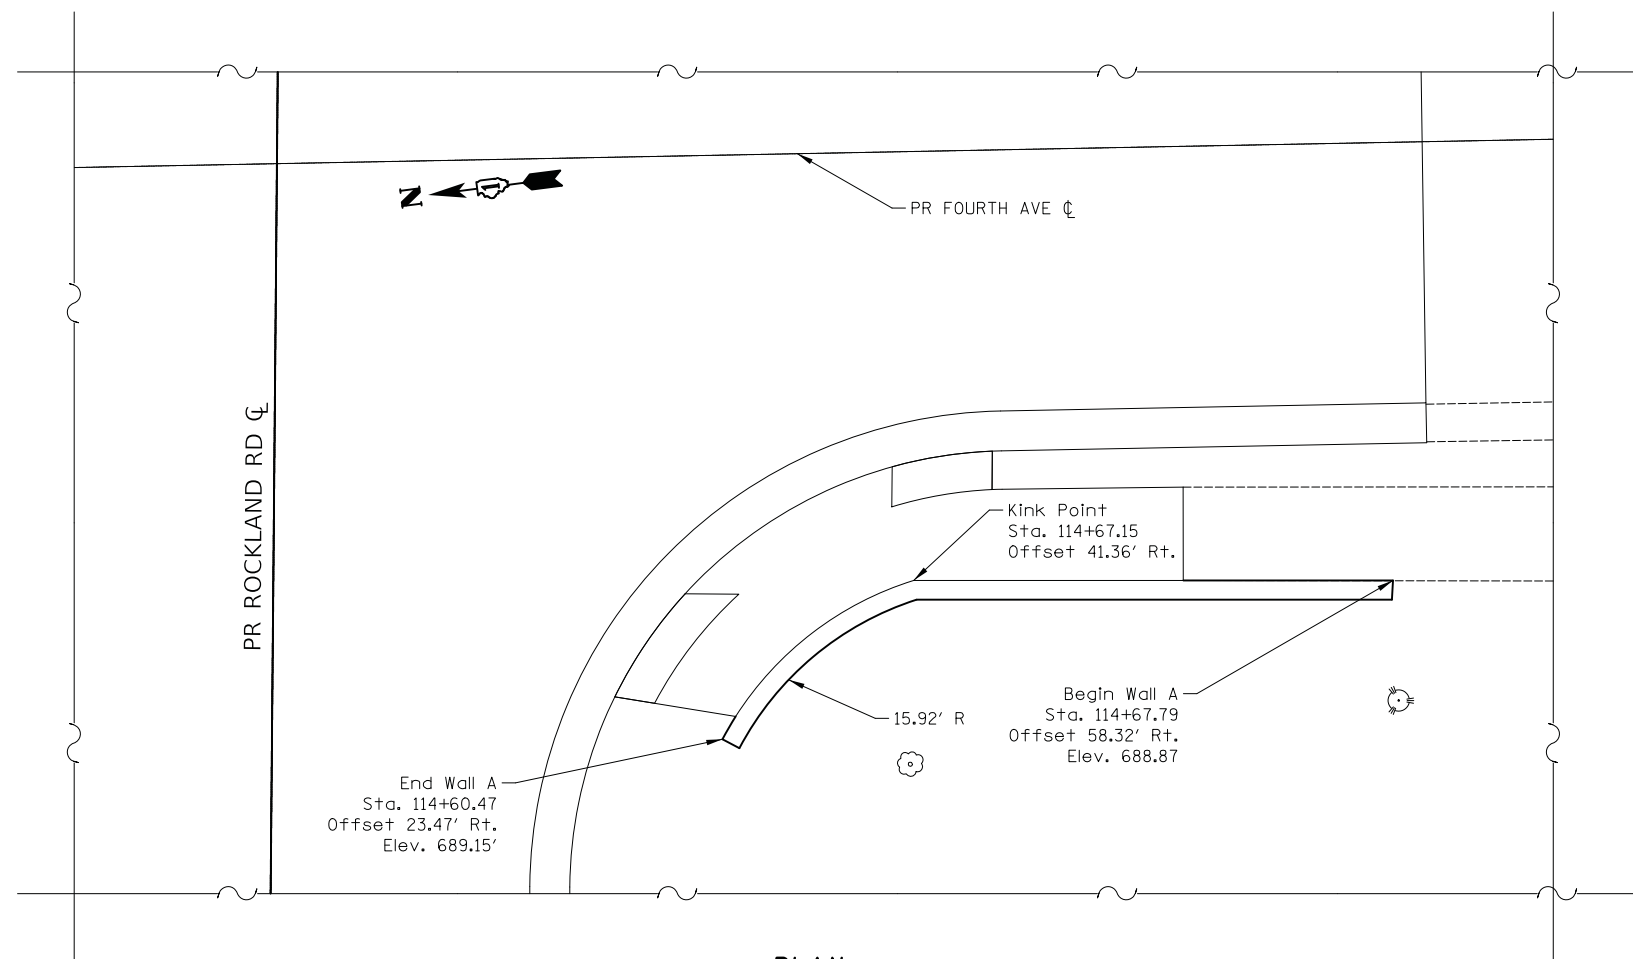 N
1
PR FOURTH AVE ℄
PR ROCKLAND RD ℄
Kink Point
Sta. 114+67.15
Offset 41.36' Rt.
15.92' R
Begin Wall A
Sta. 114+67.79
Offset 58.32' Rt.
Elev. 688.87
End Wall A
Sta. 114+60.47
Offset 23.47' Rt.
Elev. 689.15'
PLAN